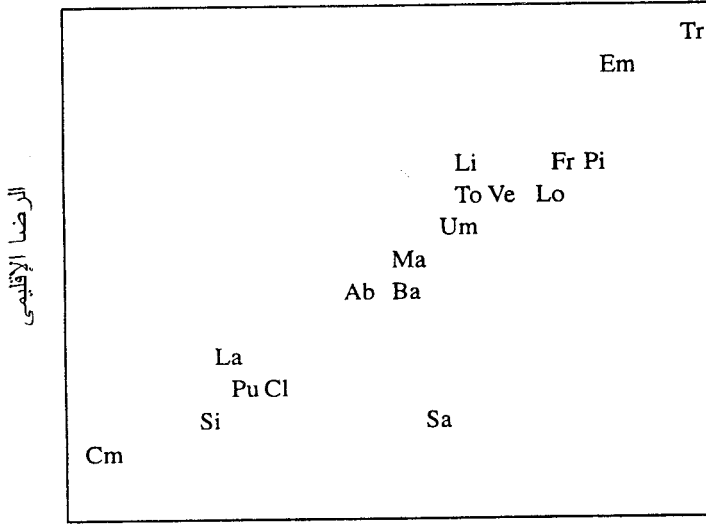 Tr
Em
Li Fr Pi
To Ve Lo
Um
Ma
Ab Ba
La
Pu Cl
Si Sa
Cm
الرضا الإقليمى